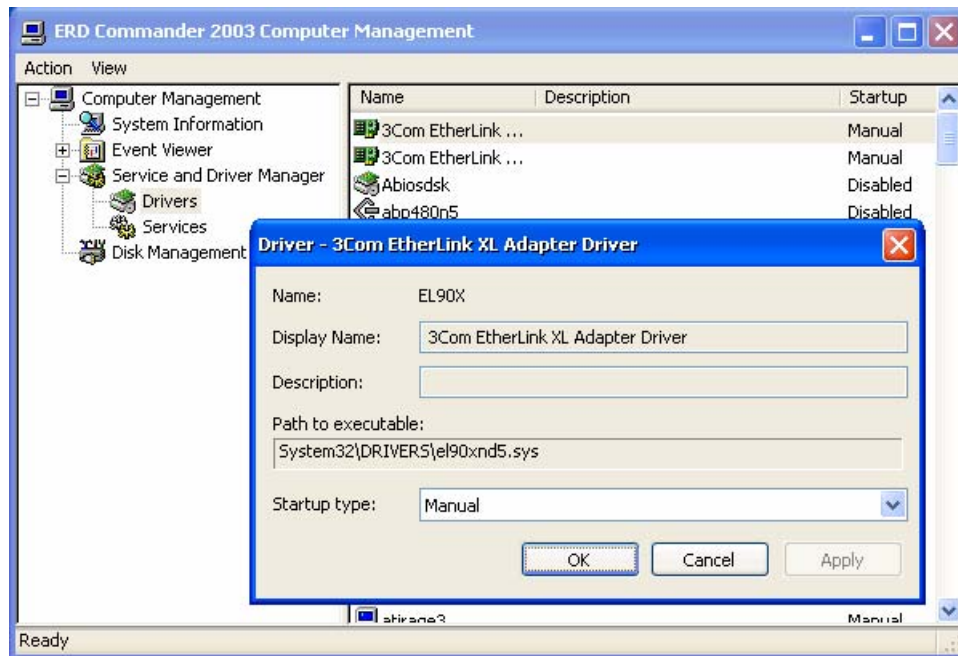 ERD Commander 2003 Computer Management
Action View
Computer Management
System Information
Event Viewer
Service and Driver Manager
Drivers
Services
Disk Management
Name Description Startup
3Com EtherLink ... Manual
3Com EtherLink ... Manual
Abiosdsk Disabled
abp480n5 Disabled
Driver - 3Com EtherLink XL Adapter Driver
Name: EL90X
Display Name: 3Com EtherLink XL Adapter Driver
Description:
Path to executable:
System32\DRIVERS\el90xnd5.sys
Startup type: Manual
OK Cancel Apply
atirage3 Manual
Ready